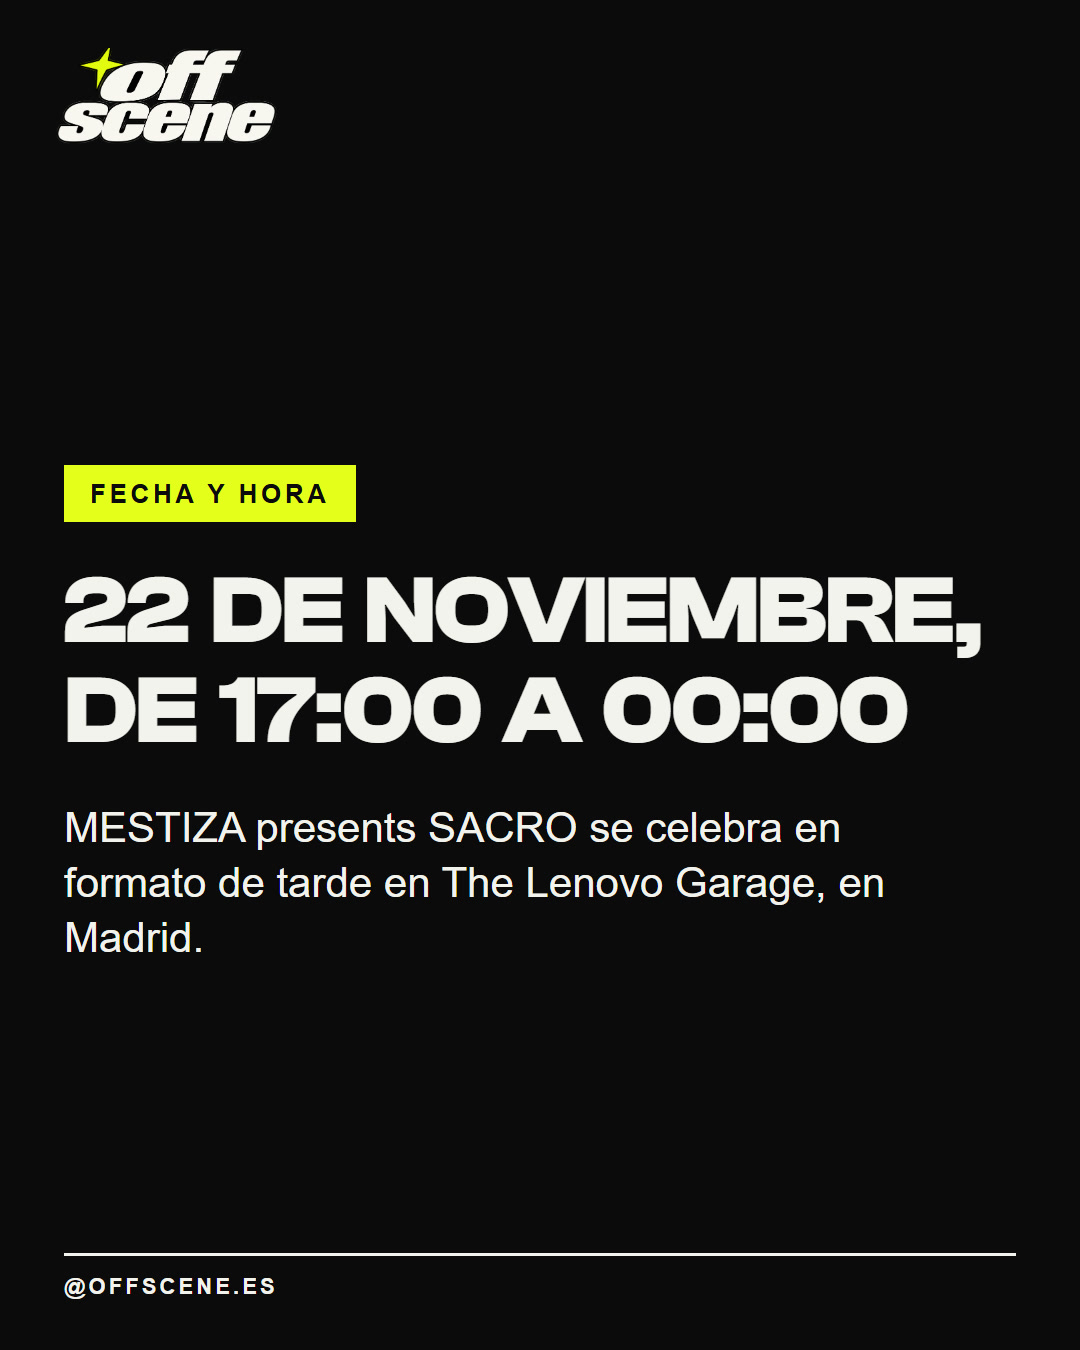 off
scene
FECHA Y HORA
22 DE NOVIEMBRE,
DE 17:00 A 00:00
MESTIZA presents SACRO se celebra en
formato de tarde en The Lenovo Garage, en
Madrid.
@OFFSCENE.ES